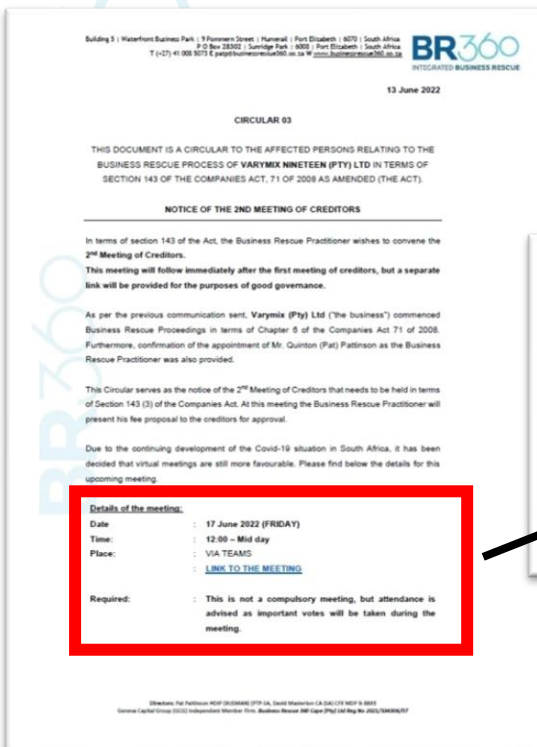 Building 5 | Waterfront Business Park | 9 Pommern Street | Humerail | Port Elizabeth | 6070 | South Africa
P O Box 28302 | Sunridge Park | 6008 | Port Elizabeth | South Africa
BR360
INTEGRATED BUSINESS RESCUE
13 June 2022
CIRCULAR 03
THIS DOCUMENT IS A CIRCULAR TO THE AFFECTED PERSONS RELATING TO THE
BUSINESS RESCUE PROCESS OF VARYMIX NINETEEN (PTY) LTD IN TERMS OF
SECTION 143 OF THE COMPANIES ACT, 71 OF 2008 AS AMENDED (THE ACT).
NOTICE OF THE 2ND MEETING OF CREDITORS
In terms of section 143 of the Act, the Business Rescue Practitioner wishes to convene the
2nd Meeting of Creditors.
This meeting will follow immediately after the first meeting of creditors, but a separate
link will be provided for the purposes of good governance.
As per the previous communication sent, Varymix (Pty) Ltd ("the business") commenced
Business Rescue Proceedings in terms of Chapter 6 of the Companies Act 71 of 2008.
Furthermore, confirmation of the appointment of Mr. Quinton (Pat) Pattinson as the Business
Rescue Practitioner was also provided.
This Circular serves as the notice of the 2nd Meeting of Creditors that needs to be held in terms
of Section 143 (3) of the Companies Act. At this meeting the Business Rescue Practitioner will
present his fee proposal to the creditors for approval.
Due to the continuing development of the Covid-19 situation in South Africa, it has been
decided that virtual meetings are still more favourable. Please find below the details for this
upcoming meeting.
BR360
Details of the meeting:
Date : 17 June 2022 (FRIDAY)
Time: : 12:00 – Mid day
Place: : VIA TEAMS
: LINK TO THE MEETING
Required: : This is not a compulsory meeting, but attendance is
advised as important votes will be taken during the
meeting.